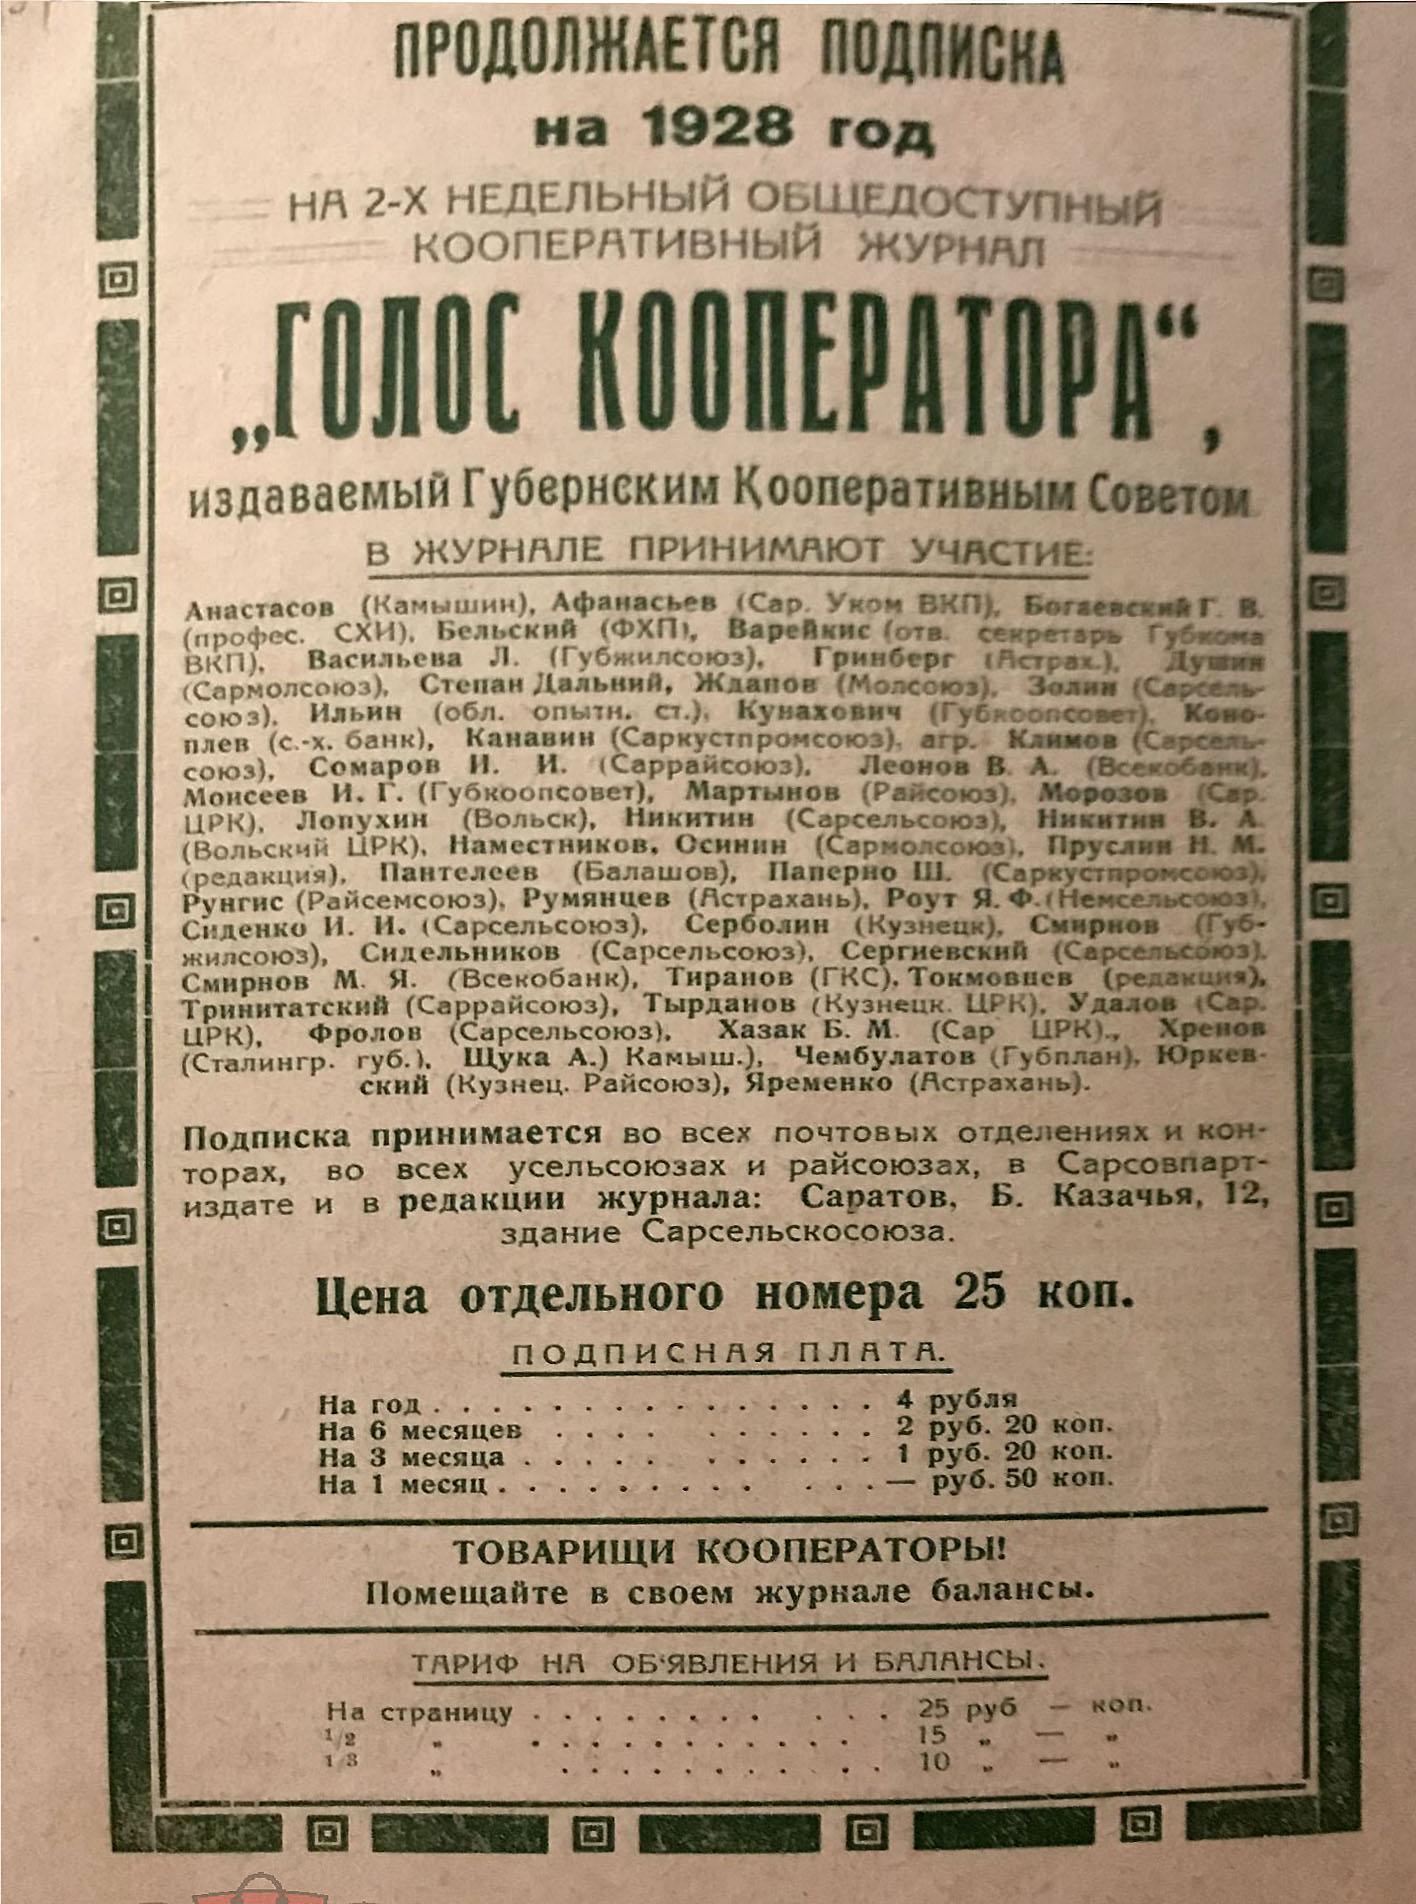 ПРОДОЛЖАЕТСЯ ПОДПИСКА
на 1928 год
НА 2-Х НЕДЕЛЬНЫЙ ОБЩЕДОСТУПНЫЙ
КООПЕРАТИВНЫЙ ЖУРНАЛ
„ГОЛОС КООПЕРАТОРА“,
издаваемый Губернским Кооперативным Советом
В ЖУРНАЛЕ ПРИНИМАЮТ УЧАСТИЕ:
Анастасов (Камышин), Афанасьев (Сар. Уком ВКП), Богаевский Г. В.
(профес. СХИ), Бельский (ФХП), Варейкис (отв. секретарь Губкома
ВКП), Васильева Л. (Губжилсоюз), Гринберг (Астрах.), Душин
(Сармолсоюз), Степан Дальний, Жданов (Молсоюз), Золин (Сарсель-
союз), Ильин (обл. опытн. ст.), Кунахович (Губкоопсовет), Коно-
плев (с.-х. банк), Канавин (Саркустпромсоюз), агр. Климов (Сарсель-
союз), Сомаров И. И. (Саррайсоюз), Леонов В. А. (Всекобанк),
Моисеев И. Г. (Губкоопсовет), Мартынов (Райсоюз), Морозов (Сар.
ЦРК), Лопухин (Вольск), Никитин (Сарсельсоюз), Никитин В. А.
(Вольский ЦРК), Наместников, Осинин (Сармолсоюз), Пруслин Н. М.
(редакция), Пантелеев (Балашов), Паперно Ш. (Саркустпромсоюз),
Рунгис (Райсемсоюз), Румянцев (Астрахань), Роут Я. Ф. (Немсельсоюз),
Сиденко И. И. (Сарсельсоюз), Серболин (Кузнецк), Смирнов (Губ-
жилсоюз), Сидельников (Сарсельсоюз), Сергиевский (Сарсельсоюз),
Смирнов М. Я. (Всекобанк), Тиранов (ГКС), Токмовцев (редакция),
Тринитатский (Саррайсоюз), Тырданов (Кузнецк. ЦРК), Удалов (Сар.
ЦРК), Фролов (Сарсельсоюз), Хазак Б. М. (Сар ЦРК)., Хренов
(Сталингр. губ.), Щука А.) Камыш.), Чембулатов (Губплан), Юркев-
ский (Кузнец. Райсоюз), Яременко (Астрахань).
Подписка принимается во всех почтовых отделениях и кон-
торах, во всех усельсоюзах и райсоюзах, в Сарсовпарт-
издате и в редакции журнала: Саратов, Б. Казачья, 12,
здание Сарсельскосоюза.
Цена отдельного номера 25 коп.
ПОДПИСНАЯ ПЛАТА.
На год . . . . . . . . . . . . . . . . 4 рубля
На 6 месяцев . . . . . . . . . . 2 руб. 20 коп.
На 3 месяца . . . . . . . . . . . 1 руб. 20 коп.
На 1 месяц . . . . . . . . . . . . — руб. 50 коп.
ТОВАРИЩИ КООПЕРАТОРЫ!
Помещайте в своем журнале балансы.
ТАРИФ НА ОБ'ЯВЛЕНИЯ И БАЛАНСЫ.
На страницу . . . . . . . . . . . 25 руб — коп.
1/2 „ . . . . . . . . . . . . 15 „ — „
1/3 „ . . . . . . . . . . . . 10 „ — „